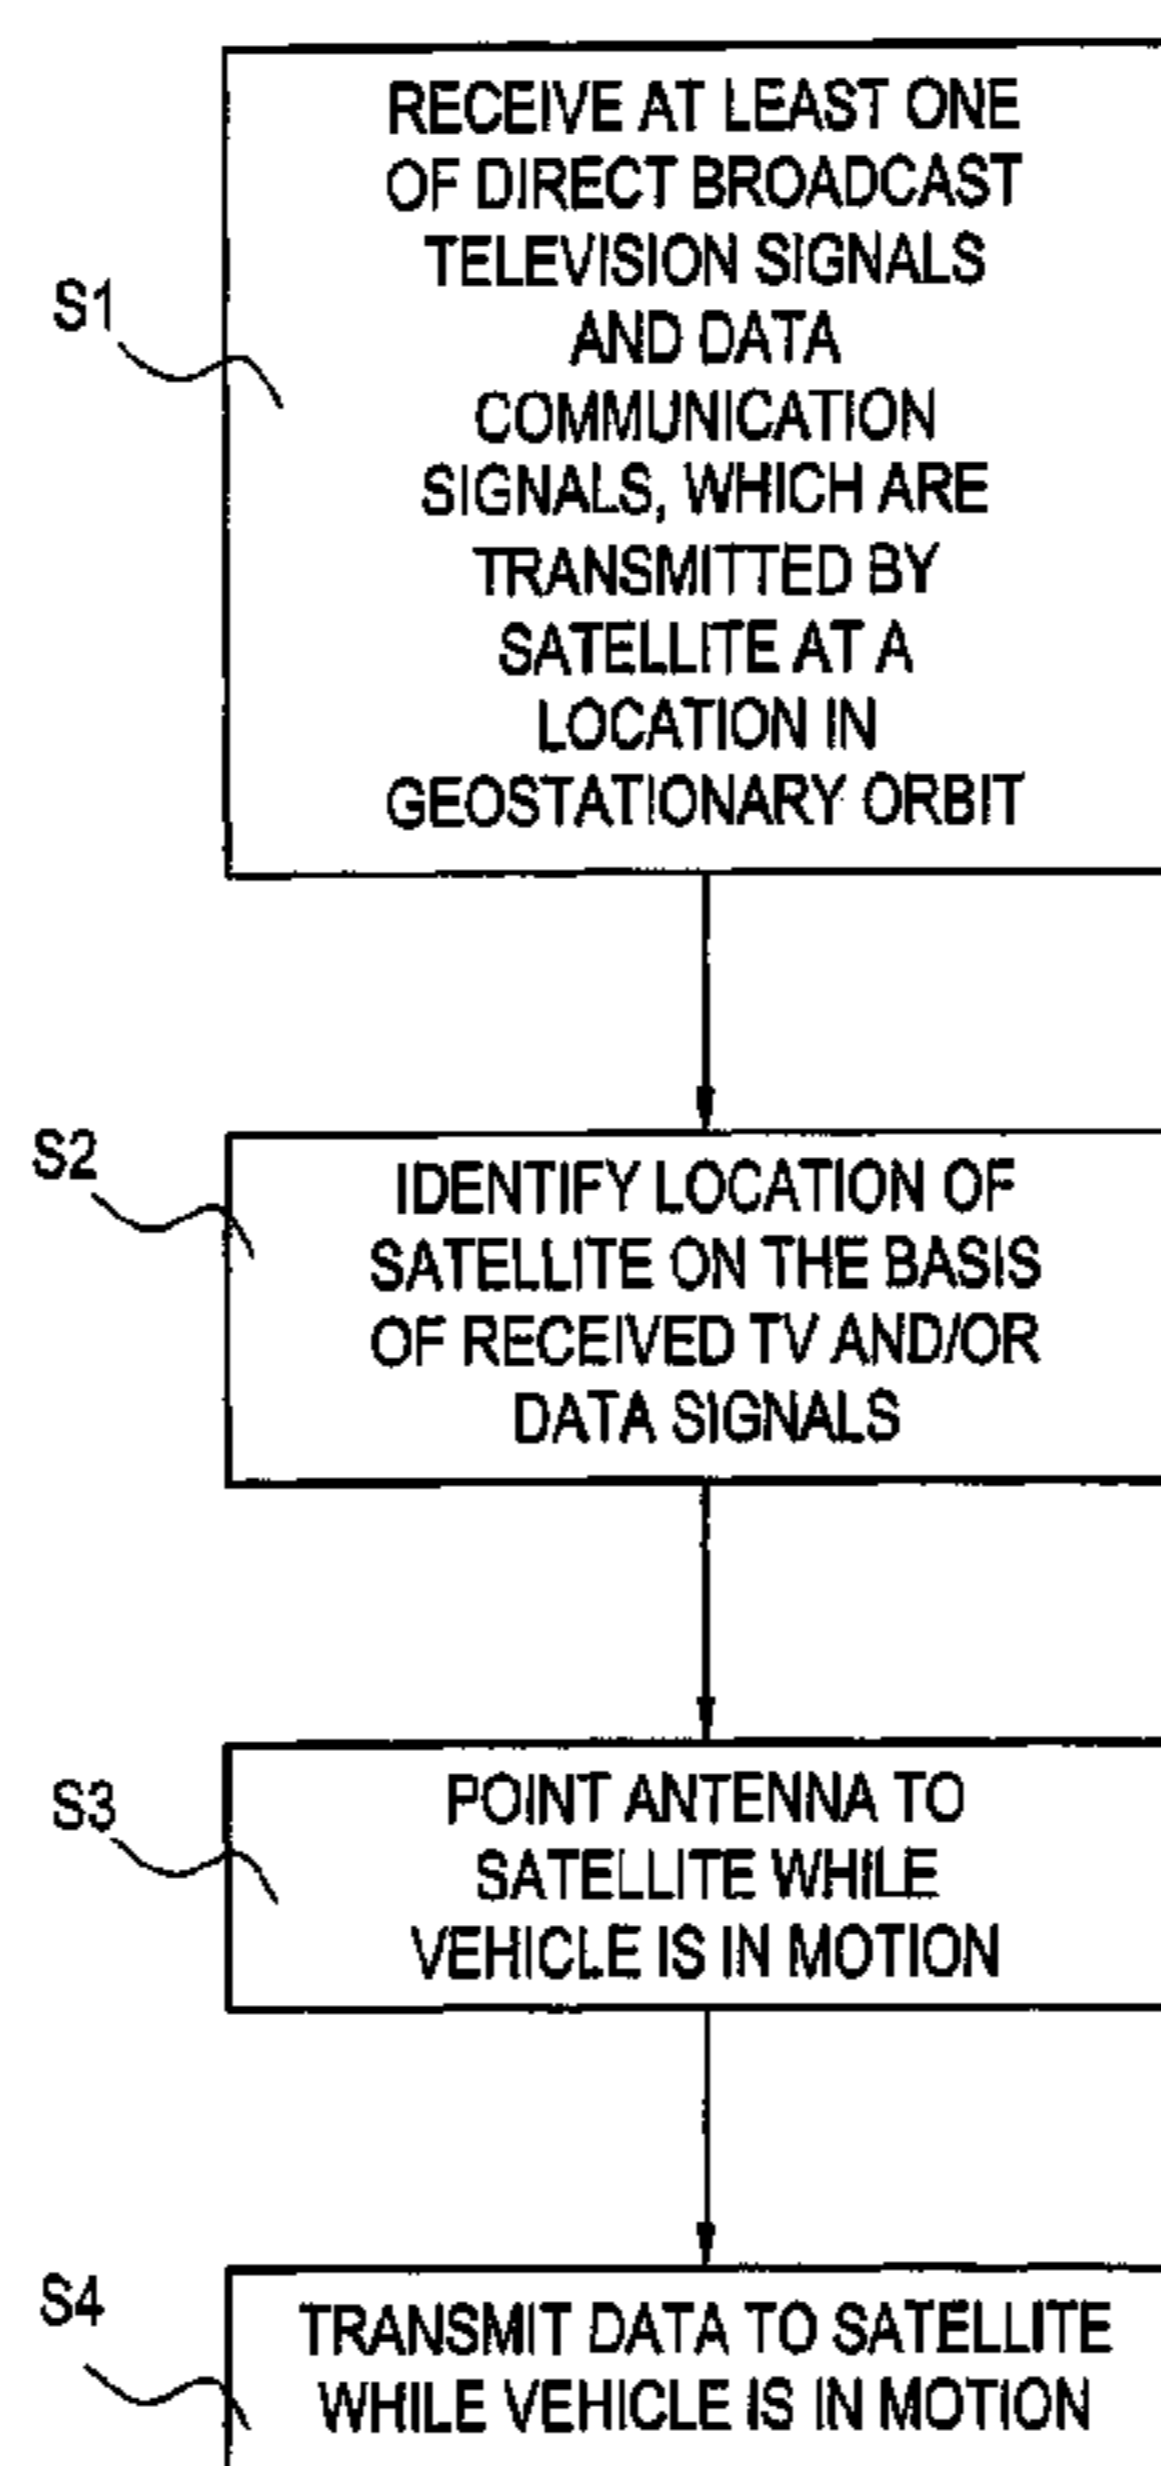 RECEIVE AT LEAST ONE
OF DIRECT BROADCAST
TELEVISION SIGNALS
AND DATA
COMMUNICATION
SIGNALS, WHICH ARE
TRANSMITTED BY
SATELLITE AT A
LOCATION IN
GEOSTATIONARY ORBIT
S1
S2
IDENTIFY LOCATION OF
SATELLITE ON THE BASIS
OF RECEIVED TV AND/OR
DATA SIGNALS
S3
POINT ANTENNA TO
SATELLITE WHILE
VEHICLE IS IN MOTION
S4
TRANSMIT DATA TO SATELLITE
WHILE VEHICLE IS IN MOTION